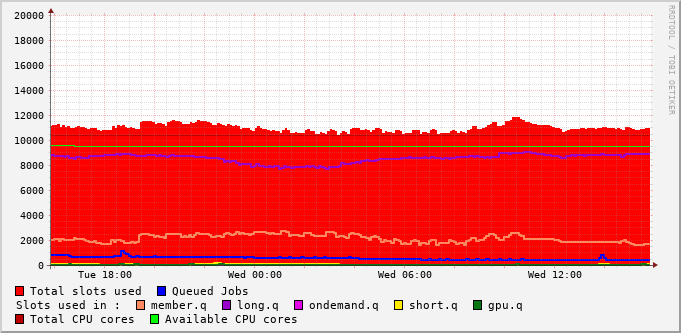 RRDTOOL / TOBI OETIKER
20000
18000
16000
14000
12000
10000
8000
6000
4000
2000
0
Tue 18:00 Wed 00:00 Wed 06:00 Wed 12:00
Total slots used Queued Jobs
Slots used in : member.q long.q ondemand.q short.q gpu.q
Total CPU cores Available CPU cores